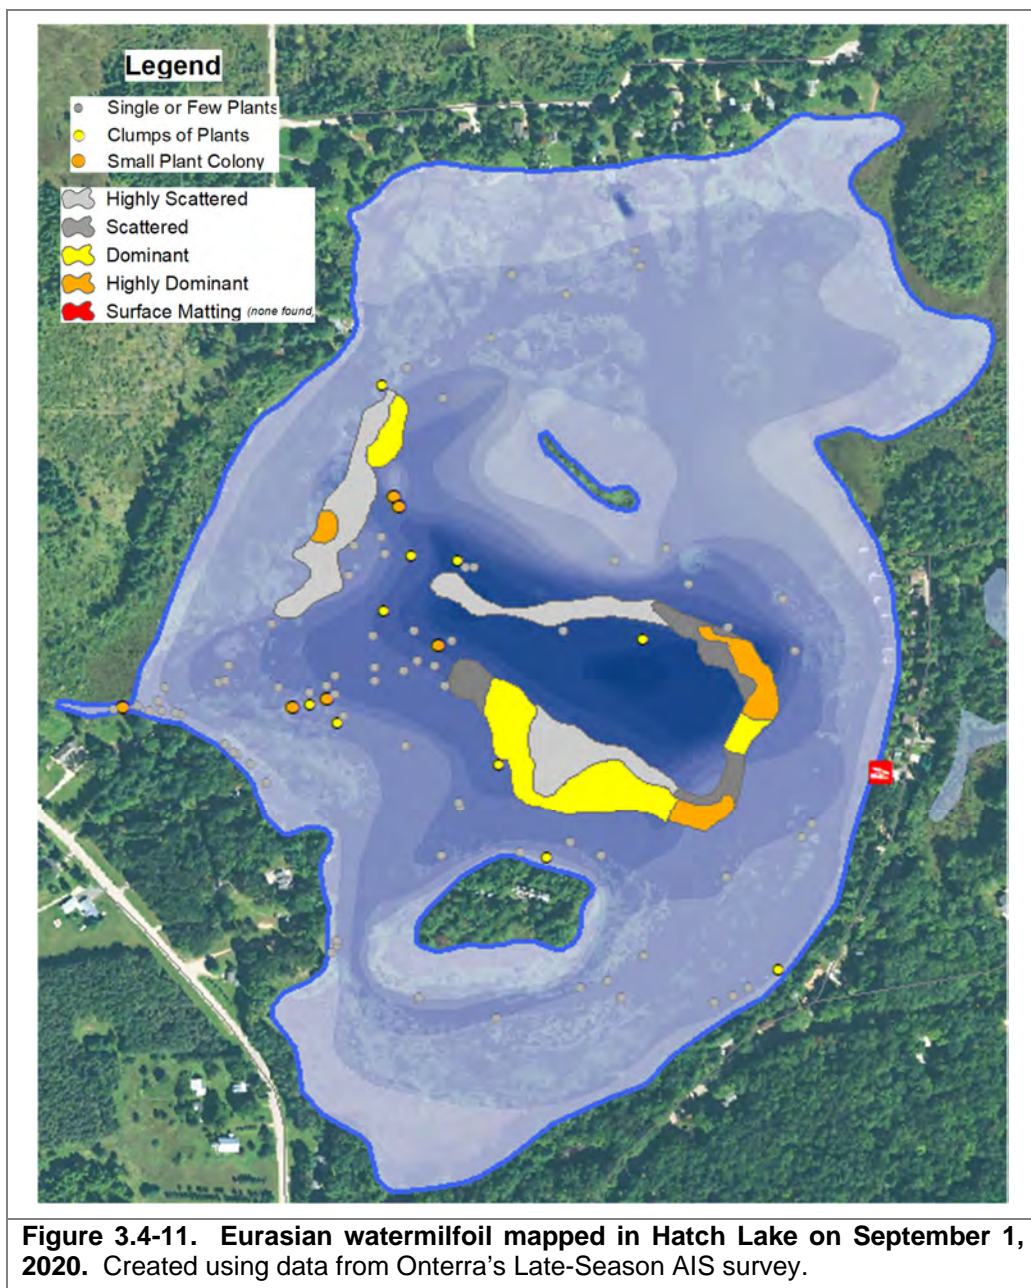 Legend
Single or Few Plants
Clumps of Plants
Small Plant Colony
Highly Scattered
Scattered
Dominant
Highly Dominant
Surface Matting (none found)
Figure 3.4-11. Eurasian watermilfoil mapped in Hatch Lake on September 1,
2020. Created using data from Onterra's Late-Season AIS survey.